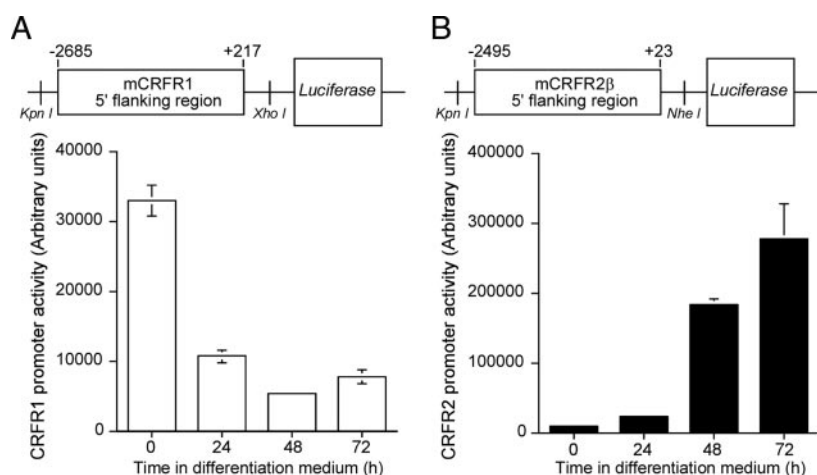 A
-2685 +217
mCRFR1
5' flanking region
Luciferase
Kpn I
Xho I
CRFR1 promoter activity (Arbitrary units)
40000
30000
20000
10000
0
0 24 48 72
Time in differentiation medium (h)
B
-2495 +23
mCRFR2β
5' flanking region
Luciferase
Kpn I
Nhe I
CRFR2 promoter activity (Arbitrary units)
400000
300000
200000
100000
0
0 24 48 72
Time in differentiation medium (h)